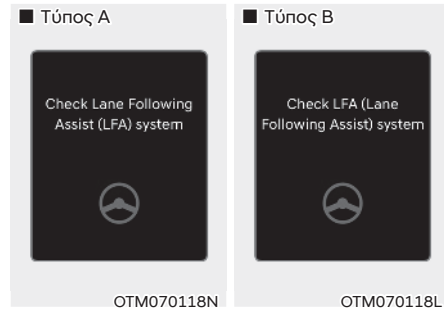 ■ Τύπος A
Check Lane Following
Assist (LFA) system
OTM070118N
■ Τύπος B
Check LFA (Lane
Following Assist) system
OTM070118L